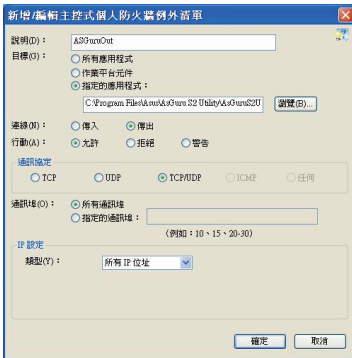 新增/編輯主控式個人防火牆例外清單
說明(D)： ASGuruOut
目標(G)： 所有應用程式
作業平台元件
指定的應用程式：
C:\Program Files\Asus\AsGuru S2 Utility\AsGuruS2U 瀏覽(B)...
連線(N)： 傳入 傳出
行動(A)： 允許 拒絕 警告
通訊協定
TCP UDP TCP/UDP ICMP 任何
通訊埠(O)： 所有通訊埠
指定的通訊埠：
(例如：10、15、20-30)
IP 設定
類型(Y)： 所有 IP 位址
確定 取消